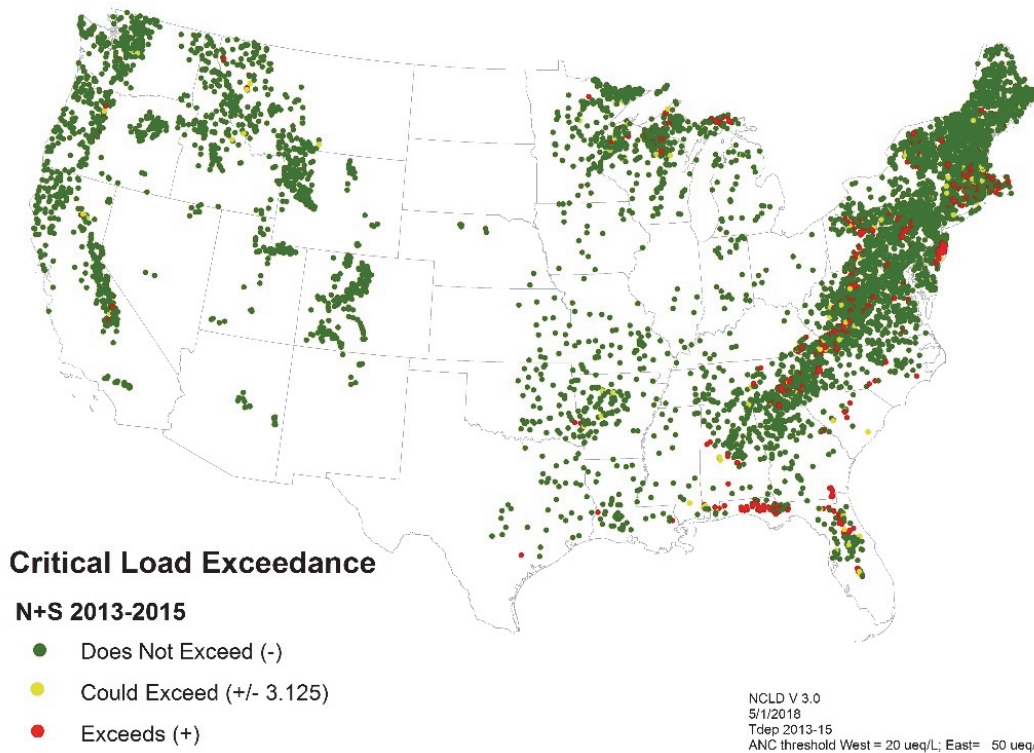 Critical Load Exceedance
N+S 2013-2015
Does Not Exceed (-)
Could Exceed (+/- 3.125)
Exceeds (+)
NCLD V 3.0
5/1/2018
Tdep 2013-15
ANC threshold West = 20 ueq/L; East= 50 ueq/